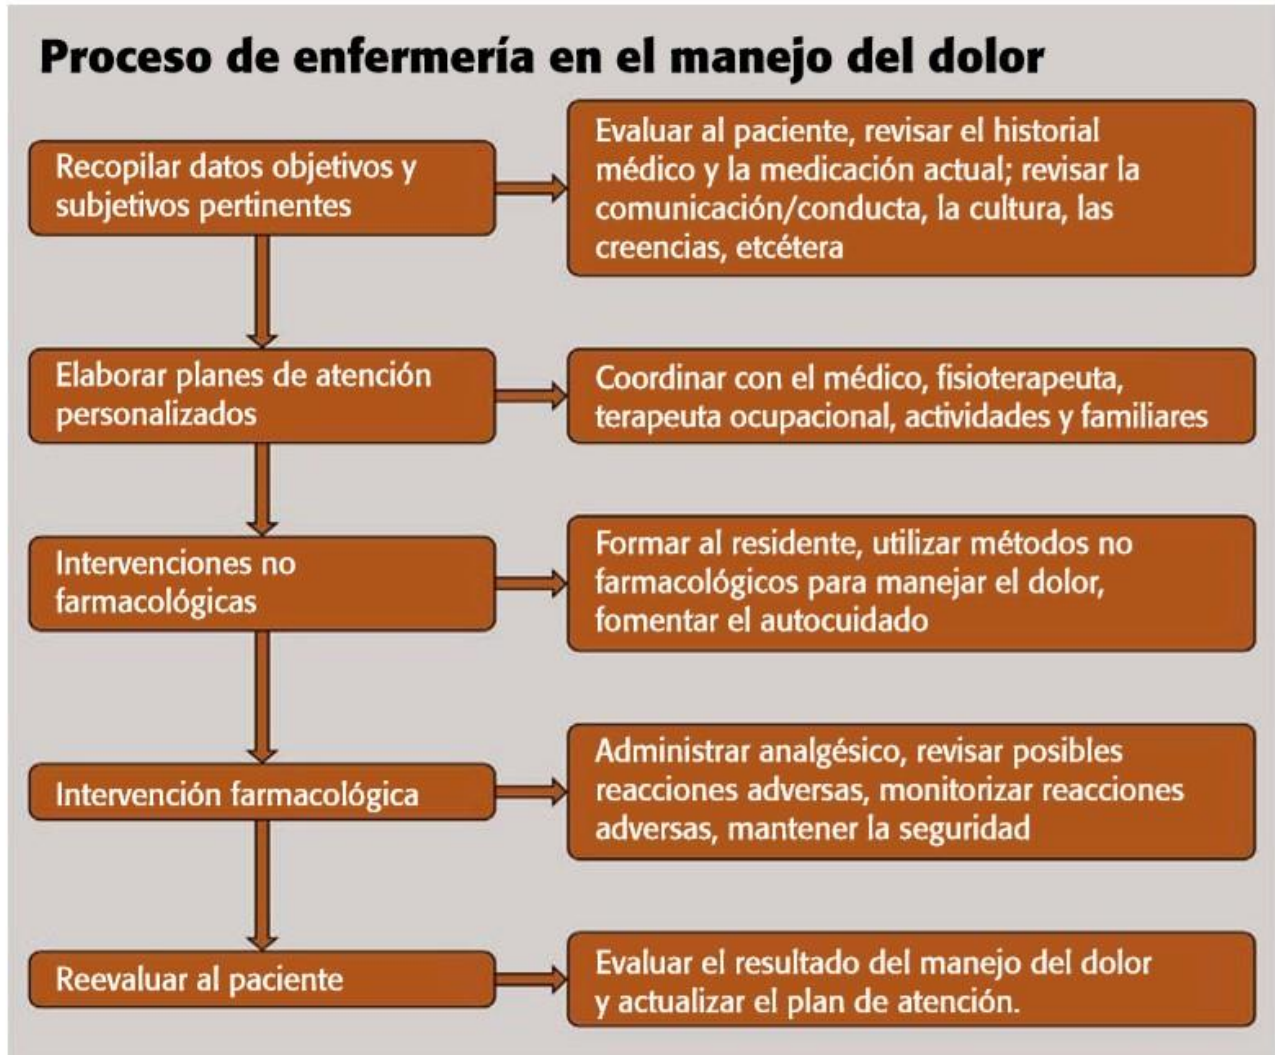 Proceso de enfermería en el manejo del dolor
Recopilar datos objetivos y
subjetivos pertinentes
Evaluar al paciente, revisar el historial
médico y la medicación actual; revisar la
comunicación/conducta, la cultura, las
creencias, etcétera
Elaborar planes de atención
personalizados
Coordinar con el médico, fisioterapeuta,
terapeuta ocupacional, actividades y familiares
Intervenciones no
farmacológicas
Formar al residente, utilizar métodos no
farmacológicos para manejar el dolor,
fomentar el autocuidado
Intervención farmacológica
Administrar analgésico, revisar posibles
reacciones adversas, monitorizar reacciones
adversas, mantener la seguridad
Reevaluar al paciente
Evaluar el resultado del manejo del dolor
y actualizar el plan de atención.